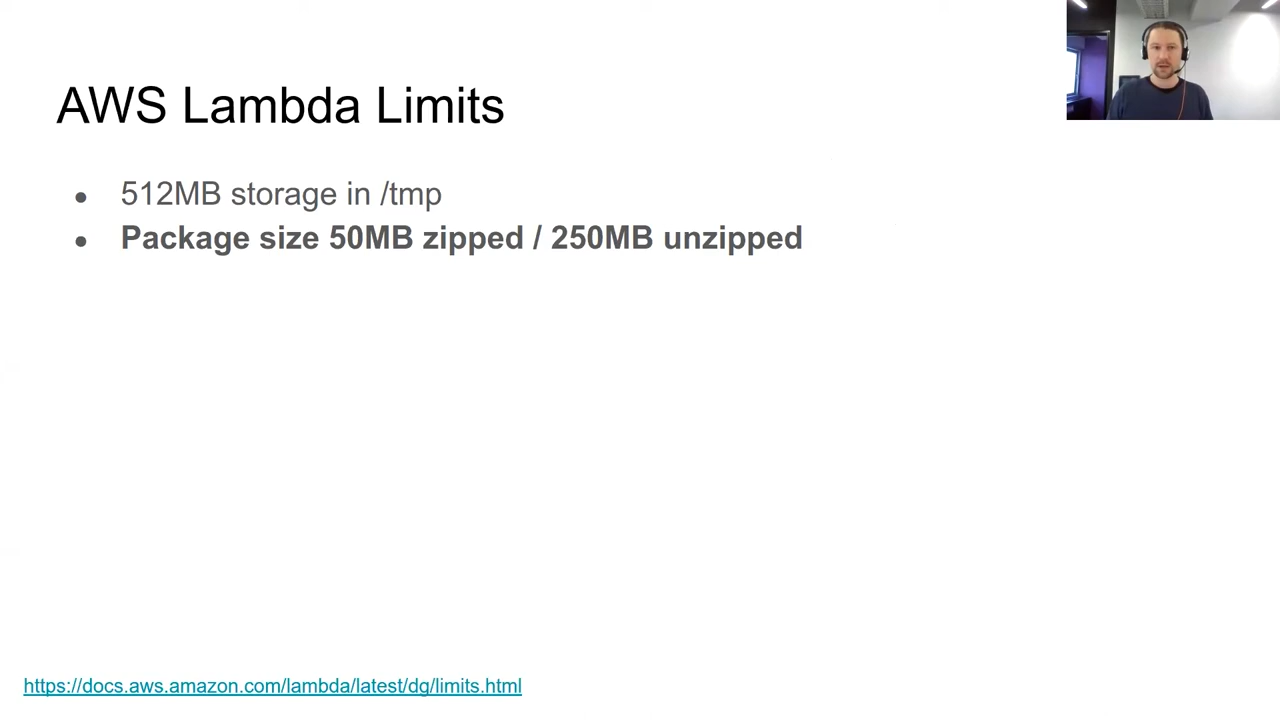 AWS Lambda Limits
● 512MB storage in /tmp
● Package size 50MB zipped / 250MB unzipped
https://docs.aws.amazon.com/lambda/latest/dg/limits.html